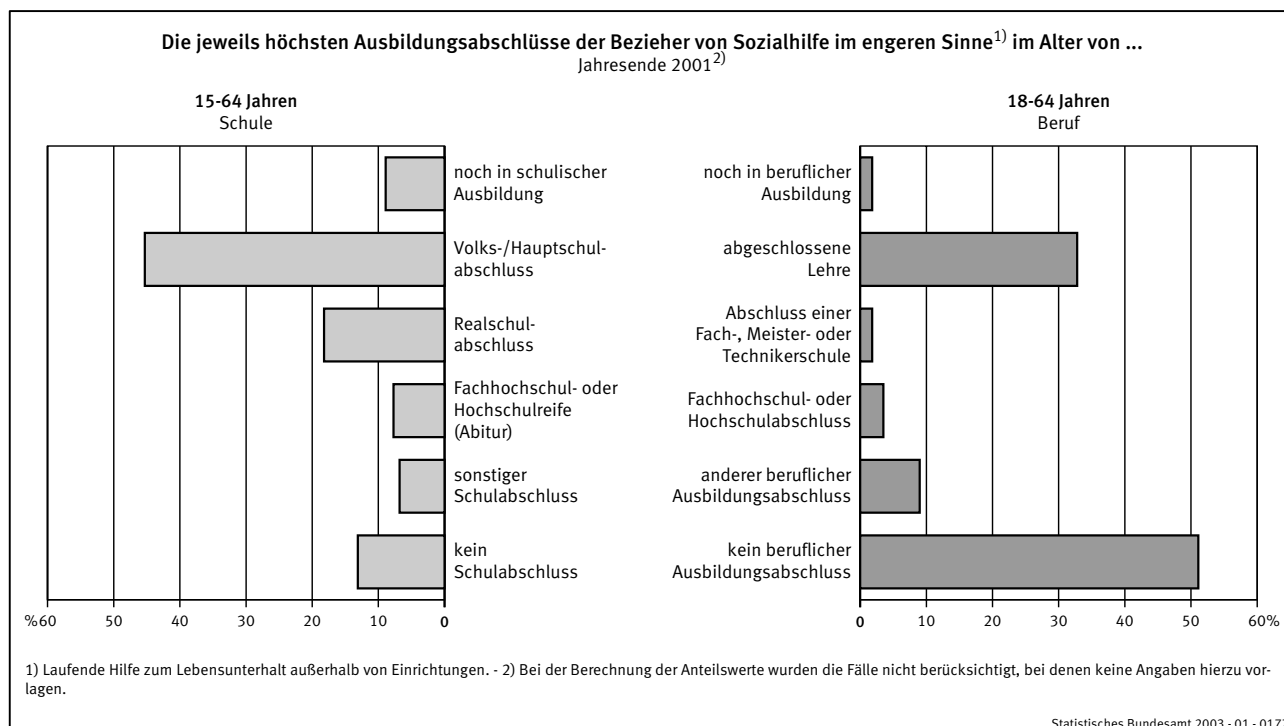 Die jeweils höchsten Ausbildungsabschlüsse der Bezieher von Sozialhilfe im engeren Sinne1) im Alter von ...
Jahresende 20012)
15-64 Jahren
Schule
18-64 Jahren
Beruf
noch in schulischer
Ausbildung
Volks-/Hauptschul-
abschluss
Realschul-
abschluss
Fachhochschul- oder
Hochschulreife
(Abitur)
sonstiger
Schulabschluss
kein
Schulabschluss
noch in beruflicher
Ausbildung
abgeschlossene
Lehre
Abschluss einer
Fach-, Meister- oder
Technikerschule
Fachhochschul- oder
Hochschulabschluss
anderer beruflicher
Ausbildungsabschluss
kein beruflicher
Ausbildungsabschluss
%60 50 40 30 20 10 0
0 10 20 30 40 50 60%
1) Laufende Hilfe zum Lebensunterhalt außerhalb von Einrichtungen. - 2) Bei der Berechnung der Anteilswerte wurden die Fälle nicht berücksichtigt, bei denen keine Angaben hierzu vor-
lagen.
Statistisches Bundesamt 2003 - 01 - 0177